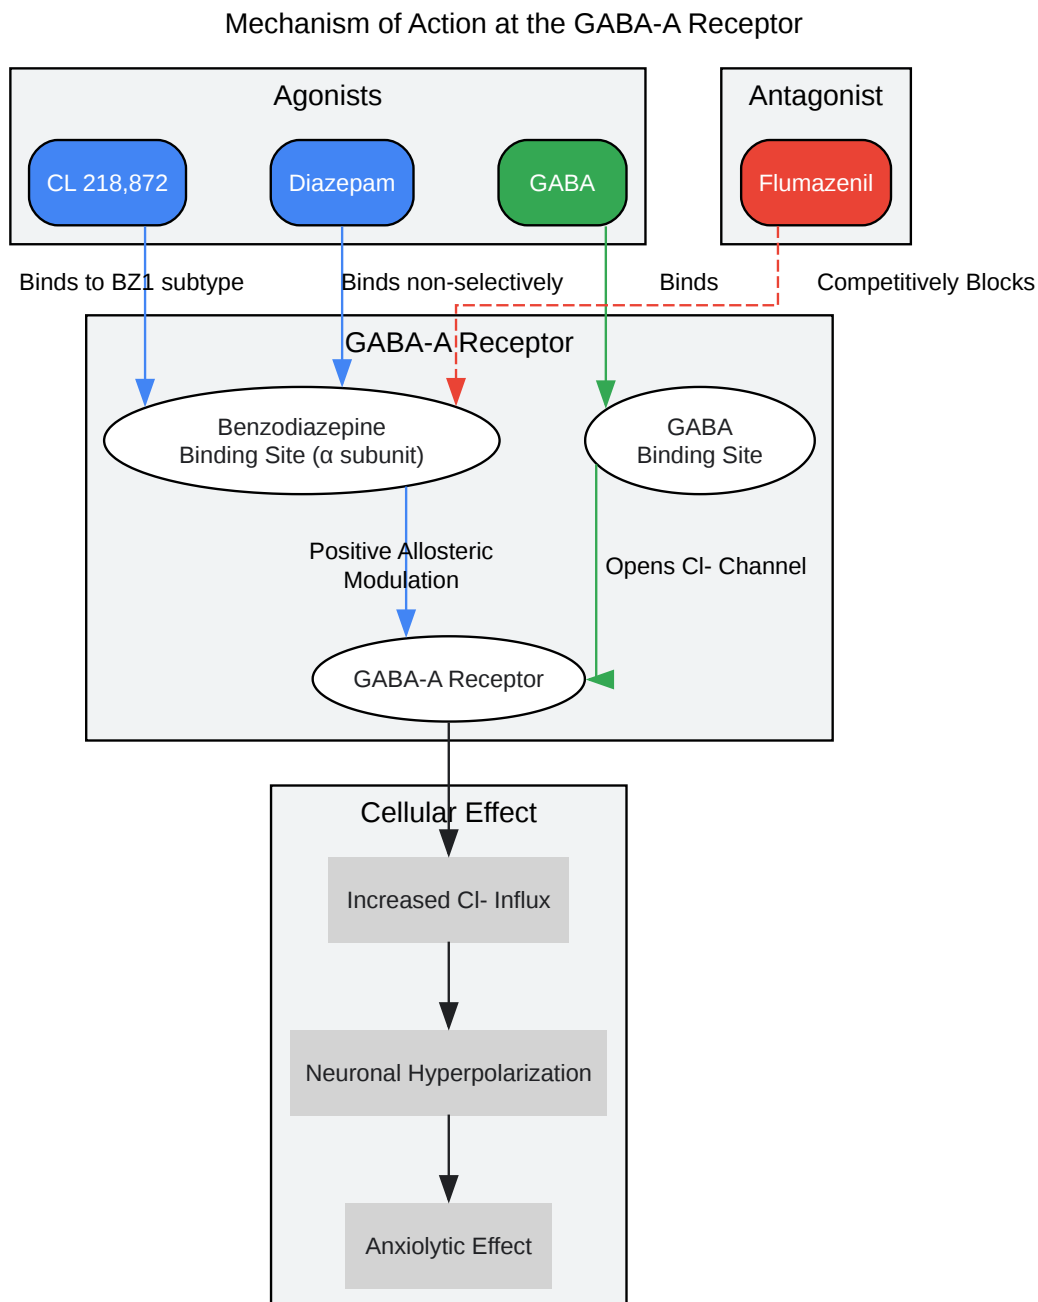 Mechanism of Action at the GABA-A Receptor
Agonists
Antagonist
CL 218,872
Diazepam
GABA
Flumazenil
Binds to BZ1 subtype
Binds non-selectively
Binds
Competitively Blocks
GABA-A Receptor
Benzodiazepine
Binding Site (α subunit)
GABA
Binding Site
Positive Allosteric
Modulation
Opens Cl- Channel
GABA-A Receptor
Cellular Effect
Increased Cl- Influx
Neuronal Hyperpolarization
Anxiolytic Effect